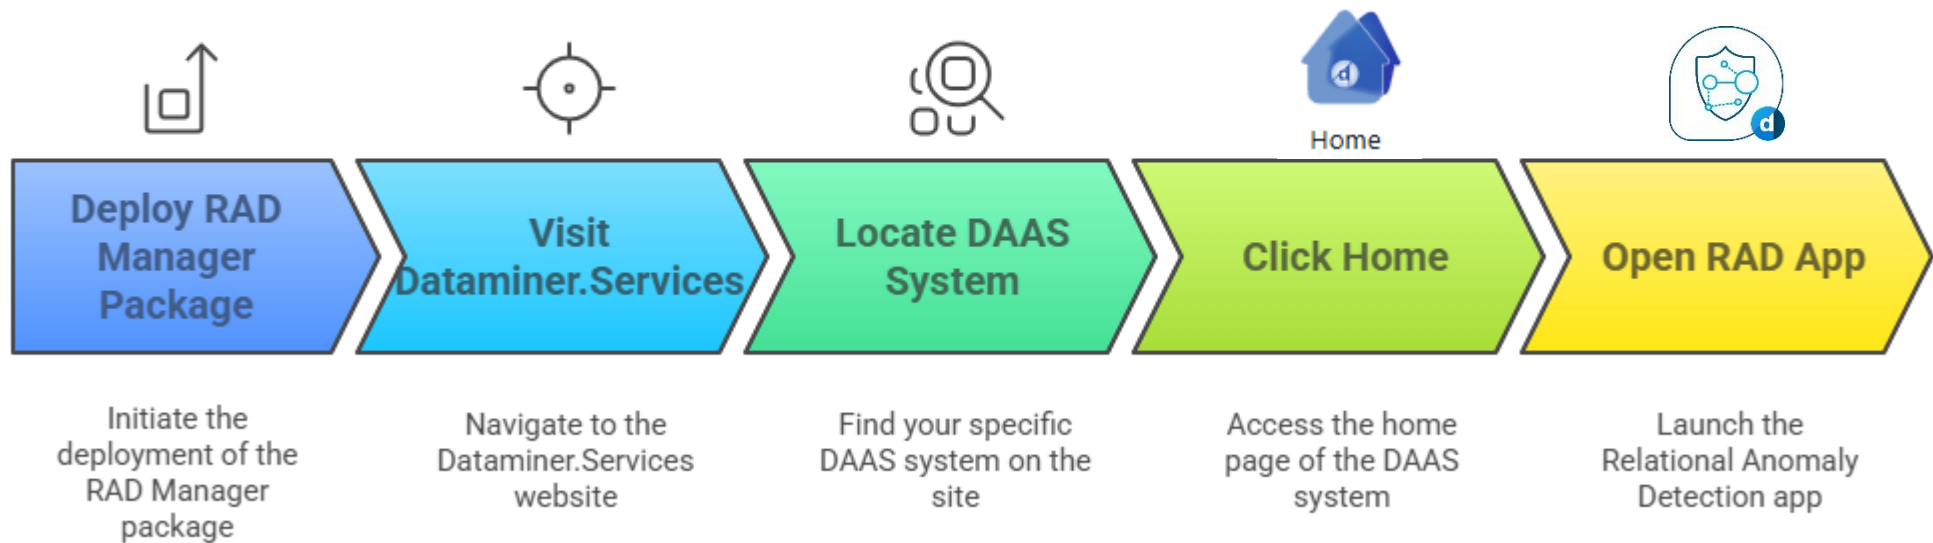 Home
d
d
Deploy RAD
Manager
Package
Visit
Dataminer.Services
Locate DAAS
System
Click Home
Open RAD App
Initiate the
deployment of the
RAD Manager
package
Navigate to the
Dataminer.Services
website
Find your specific
DAAS system on the
site
Access the home
page of the DAAS
system
Launch the
Relational Anomaly
Detection app